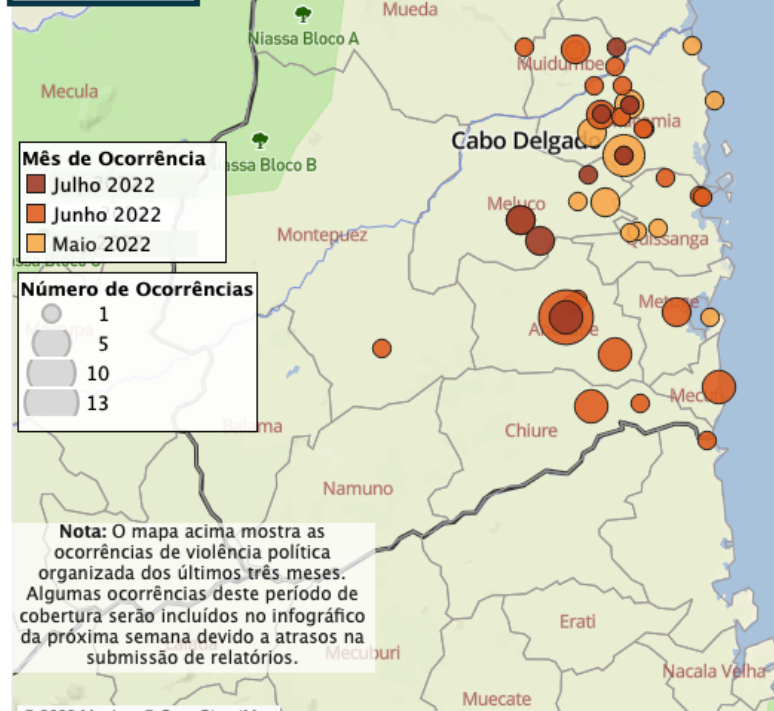 Mueda
Niassa Bloco A
Muidumbe
Mecula
Cabo Delgado
Mês de Ocorrência
Julho 2022
Junho 2022
Maio 2022
Meluco
Montepuez
Quissanga
Número de Ocorrências
1
5
10
13
Metuge
Mecufi
Chiure
Namuno
Nota: O mapa acima mostra as
ocorrências de violência política
organizada dos últimos três meses.
Algumas ocorrências deste período de
cobertura serão incluídos no infográfico
da próxima semana devido a atrasos na
submissão de relatórios.
Erati
Mecuburi
Nacala Velha
Muecate